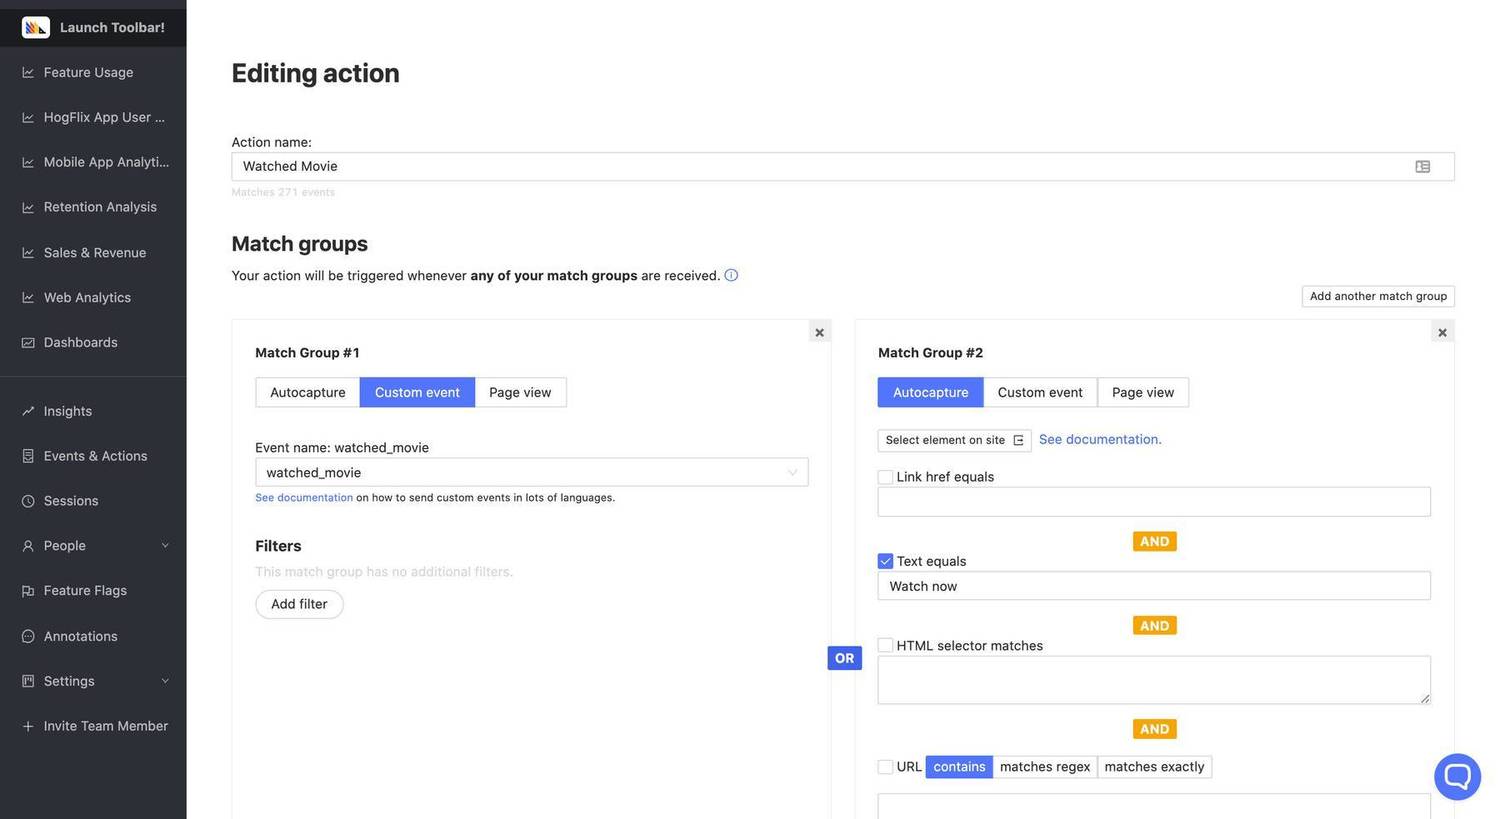 Launch Toolbar!
Feature Usage
HogFlix App User ...
Mobile App Analyti...
Retention Analysis
Sales & Revenue
Web Analytics
Dashboards
Insights
Events & Actions
Sessions
People
Feature Flags
Annotations
Settings
Invite Team Member
Editing action
Action name:
Watched Movie
Matches 271 events
Match groups
Your action will be triggered whenever any of your match groups are received.
Add another match group
Match Group #1
Autocapture Custom event Page view
Event name: watched_movie
watched_movie
See documentation on how to send custom events in lots of languages.
Filters
This match group has no additional filters.
Add filter
OR
Match Group #2
Autocapture Custom event Page view
Select element on site See documentation.
Link href equals
AND
Text equals
Watch now
AND
HTML selector matches
AND
URL contains matches regex matches exactly